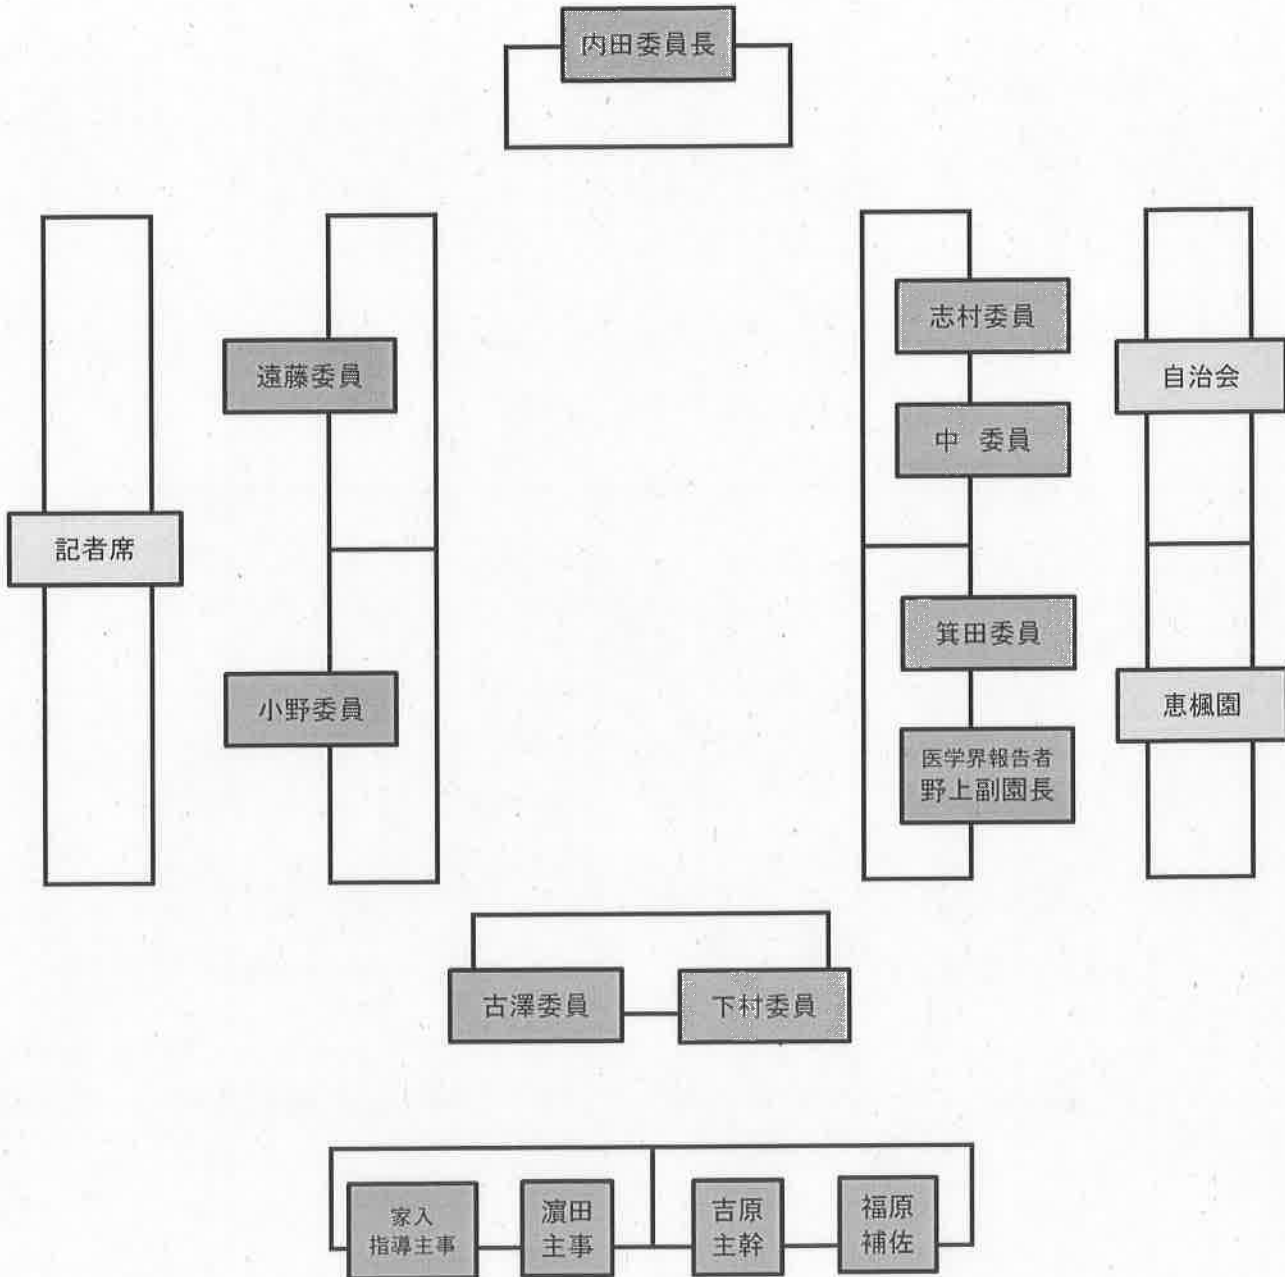 内田委員長
志村委員
遠藤委員
自治会
中 委員
記者席
箕田委員
小野委員
恵楓園
医学界報告者
野上副園長
古澤委員
下村委員
家入
指導主事
濵田
主事
吉原
主幹
福原
補佐